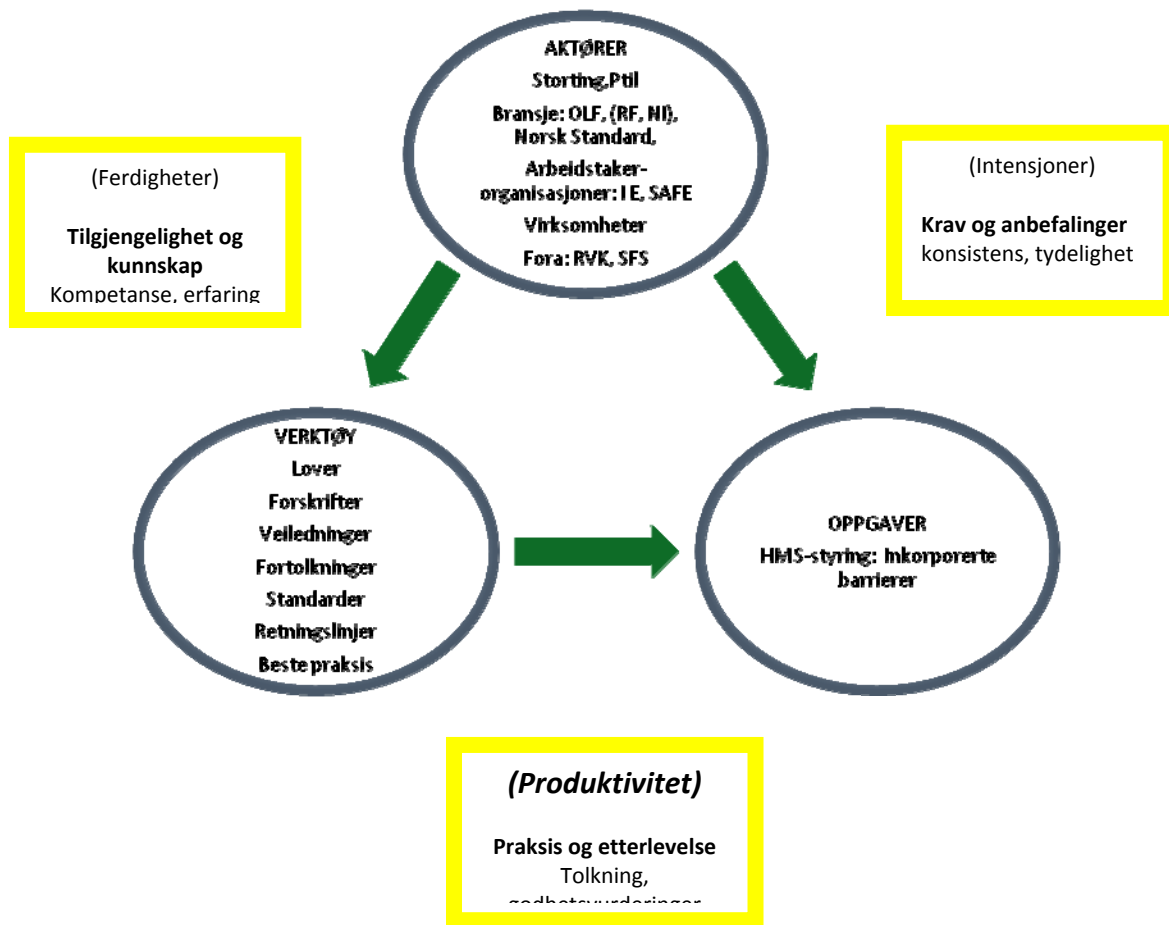 AKTØRER
Storting,Ptil
Bransje: OLF, (RF, NI),
Norsk Standard,
Arbeidstaker-
organisasjoner: IE, SAFE
Virksomheter
Fora: RVK, SFS
(Ferdigheter)
Tilgjengelighet og
kunnskap
Kompetanse, erfaring
(Intensjoner)
Krav og anbefalinger
konsistens, tydelighet
VERKTØY
Lover
Forskrifter
Veiledninger
Fortolkninger
Standarder
Retningslinjer
Beste praksis
OPPGAVER
HMS-styring: Inkorporerte
barrierer
(Produktivitet)
Praksis og etterlevelse
Tolkning,
godhetsvurderinger